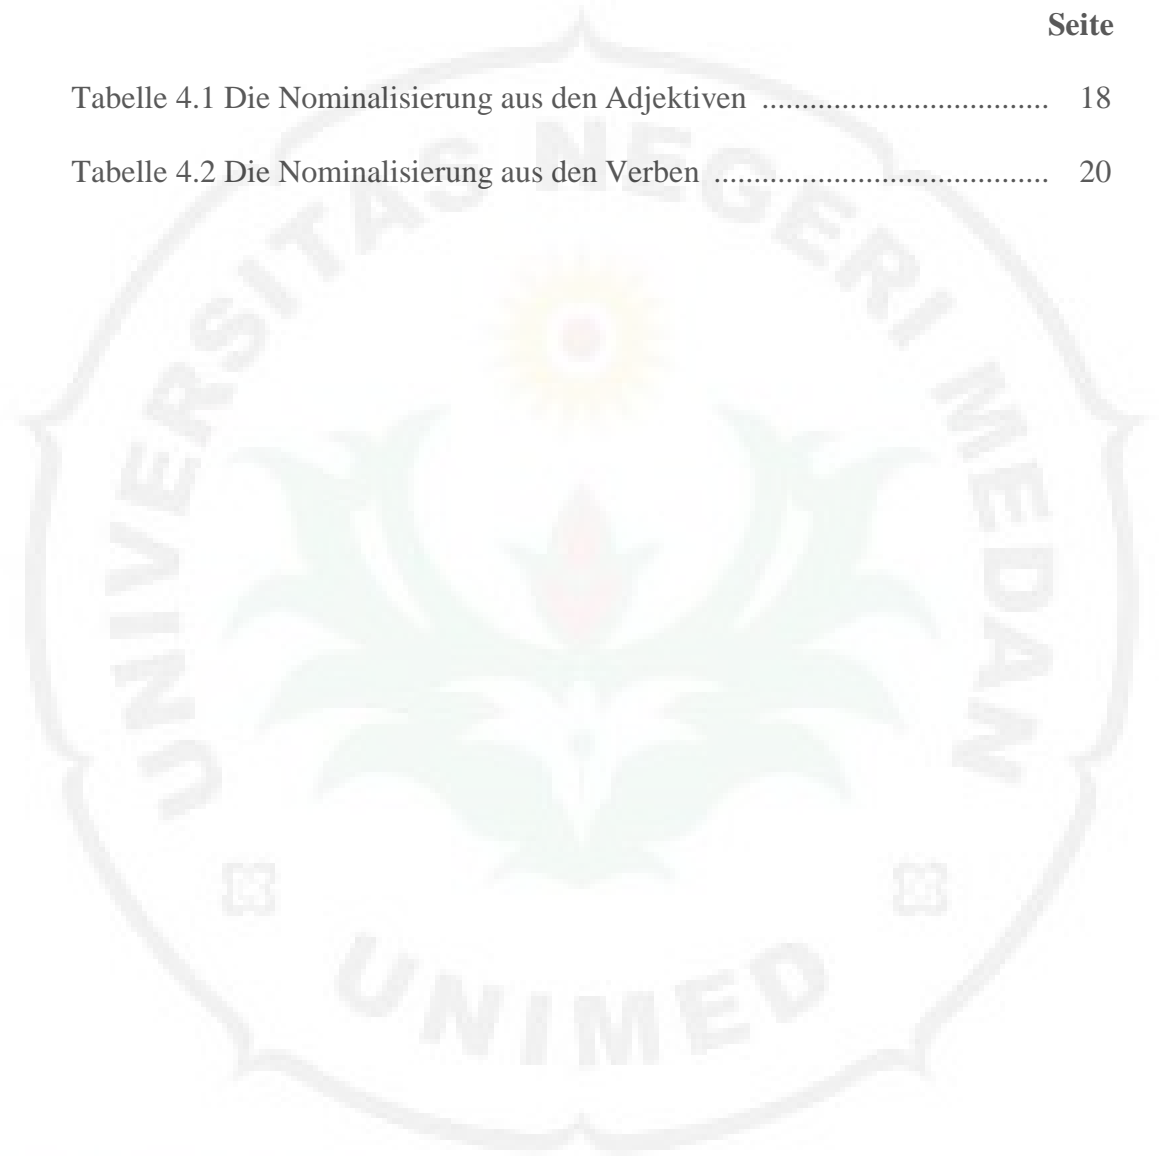 Seite
Tabelle 4.1 Die Nominalisierung aus den Adjektiven .................................... 18
Tabelle 4.2 Die Nominalisierung aus den Verben .......................................... 20
UNIVERSITAS NEGERI MEDAN
UNIMED